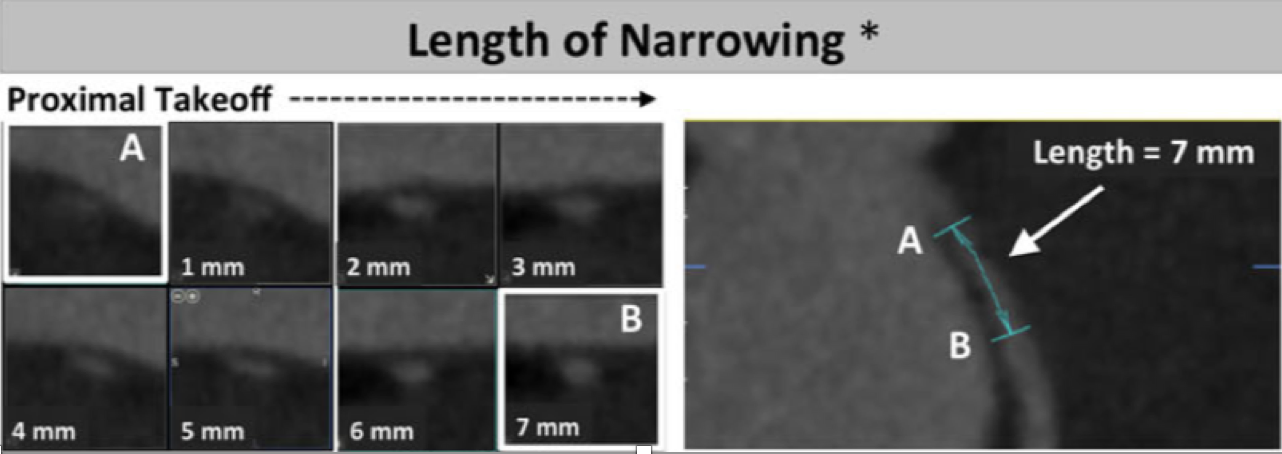 Length of Narrowing *
Proximal Takeoff
A
1 mm
2 mm
3 mm
4 mm
5 mm
6 mm
B
7 mm
Length = 7 mm
A
B